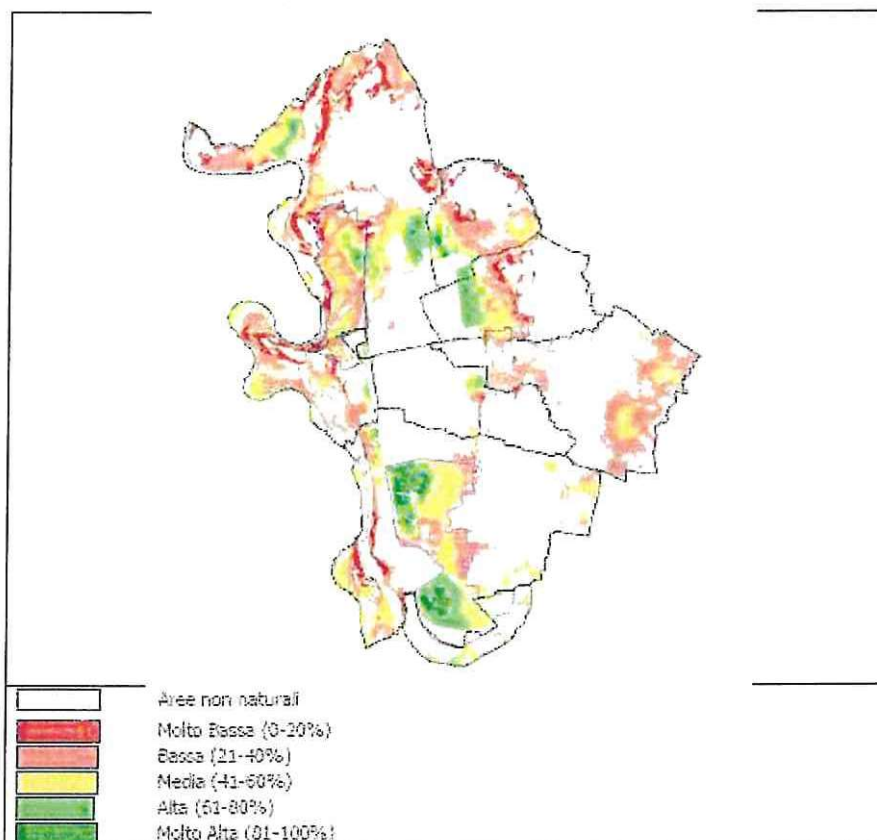 Aree non naturali
Molto Bassa (0-20%)
Bassa (21-40%)
Media (41-60%)
Alta (61-80%)
Molto Alta (81-100%)